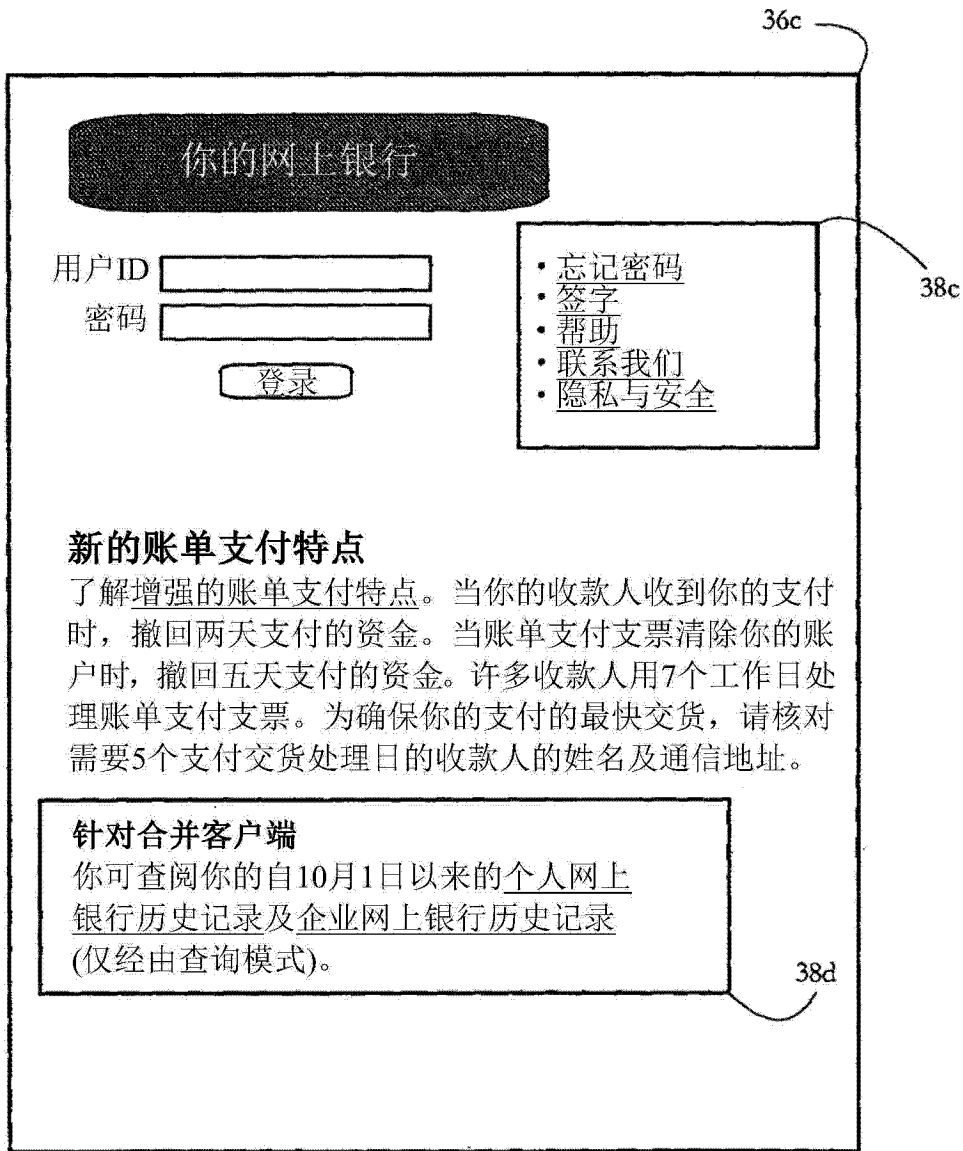 36c
你的网上银行
用户ID
密码
登录
• 忘记密码
• 签字
• 帮助
• 联系我们
• 隐私与安全
38c
新的账单支付特点
了解增强的账单支付特点。当你的收款人收到你的支付
时，撤回两天支付的资金。当账单支付支票清除你的账
户时，撤回五天支付的资金。许多收款人用7个工作日处
理账单支付支票。为确保你的支付的最快交货，请核对
需要5个支付交货处理日的收款人的姓名及通信地址。
针对合并客户端
你可查阅你的自10月1日以来的个人网上
银行历史记录及企业网上银行历史记录
(仅经由查询模式)。
38d